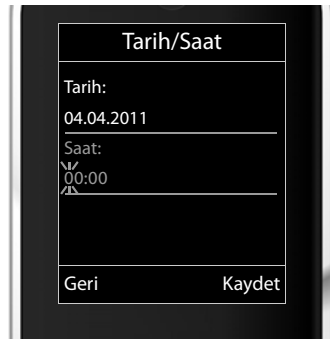 Tarih/Saat
Tarih:
04.04.2011
Saat:
00:00
Geri
Kaydet